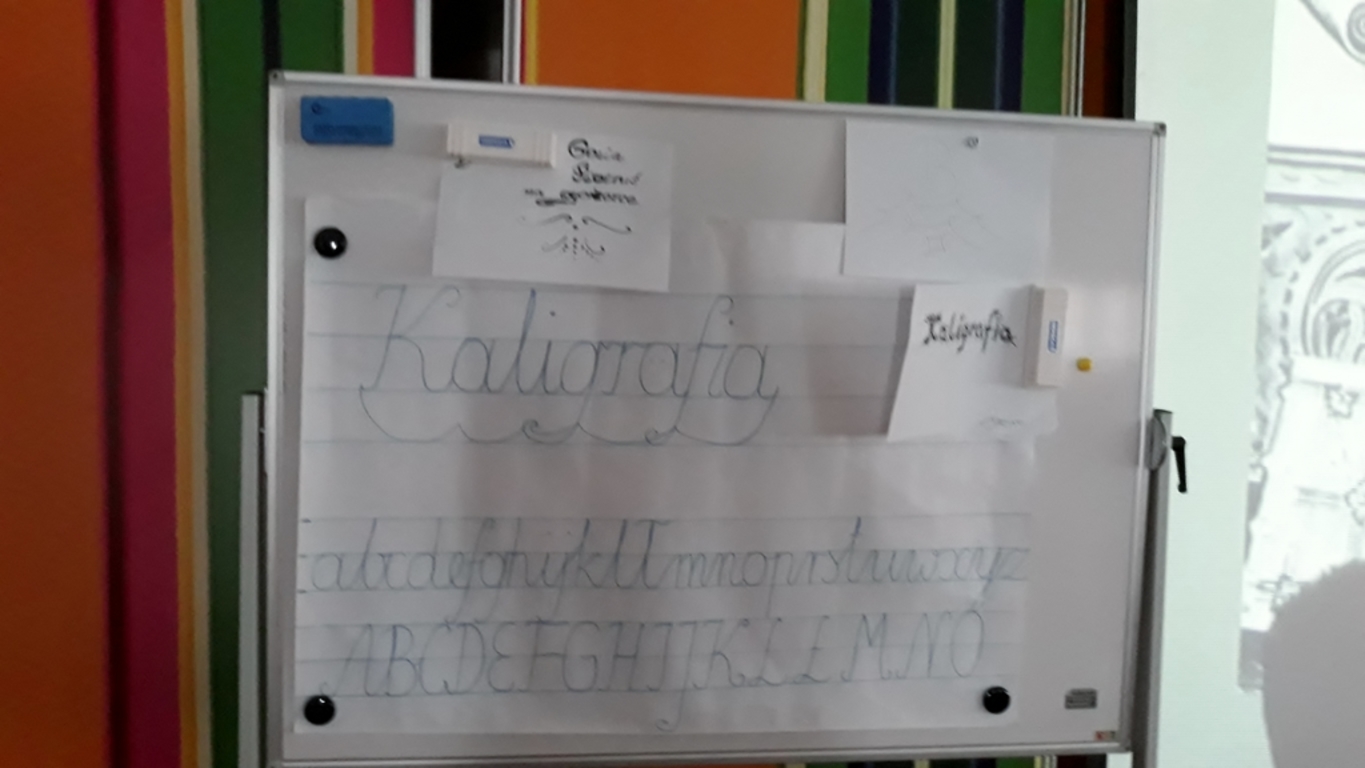 Kaligrafia
Kaligrafia
abcdefghijklłmnoprstuwxyz
ABCDEFGHIJKLŁMNO